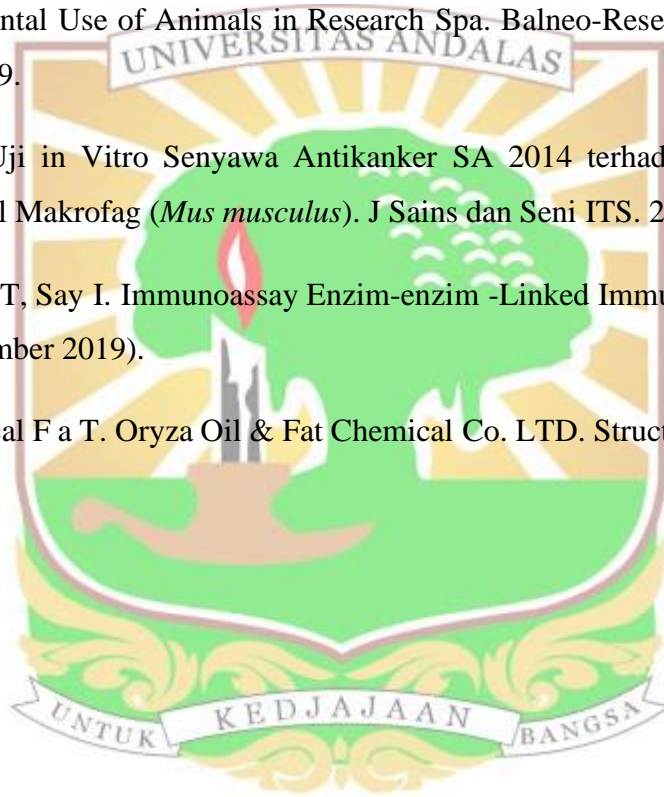 ntal Use of Animals in Research Spa. Balneo-Rese
UNIVERSITAS ANDALAS
9.
Uji in Vitro Senyawa Antikanker SA 2014 terhad
l Makrofag (Mus musculus). J Sains dan Seni ITS. 2
T, Say I. Immunoassay Enzim-enzim -Linked Immu
mber 2019).
al F a T. Oryza Oil & Fat Chemical Co. LTD. Struct
UNTUK KEDJAJAAN BANGSA